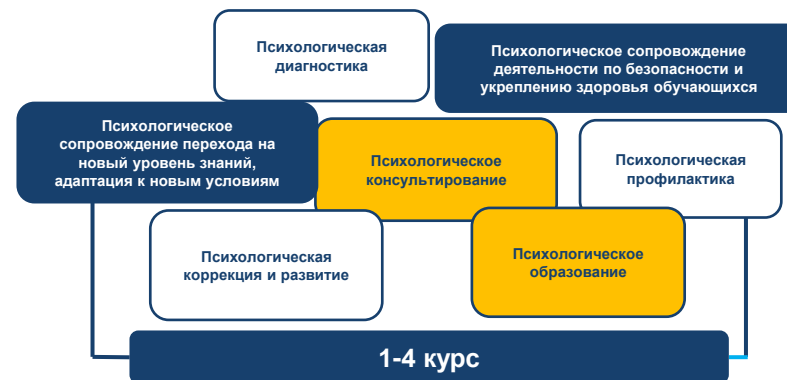 Психологическая
диагностика
Психологическое сопровождение
деятельности по безопасности и
укреплению здоровья обучающихся
Психологическое
сопровождение перехода на
новый уровень знаний,
адаптация к новым условиям
Психологическое
консультирование
Психологическая
профилактика
Психологическая
коррекция и развитие
Психологическое
образование
1-4 курс